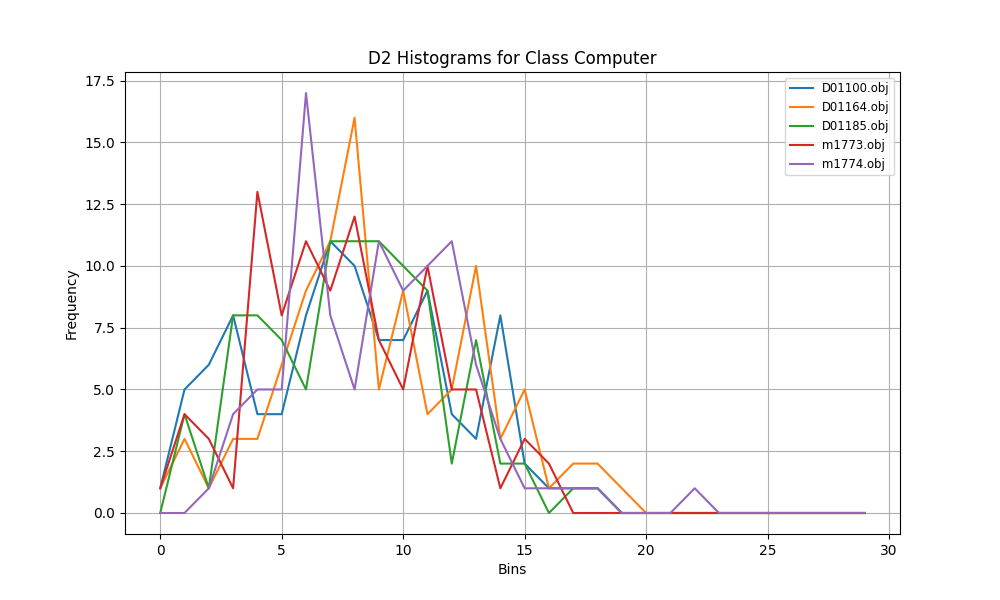 D2 Histograms for Class Computer
17.5
15.0
12.5
10.0
7.5
5.0
2.5
0.0
Frequency
D01100.obj
D01164.obj
D01185.obj
m1773.obj
m1774.obj
0 5 10 15 20 25 30
Bins